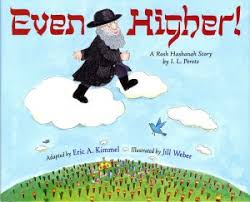 Even Higher!
A Rosh Hashanah Story
by I. L. Peretz
Adapted by Eric A. Kimmel Illustrated by Jill Weber